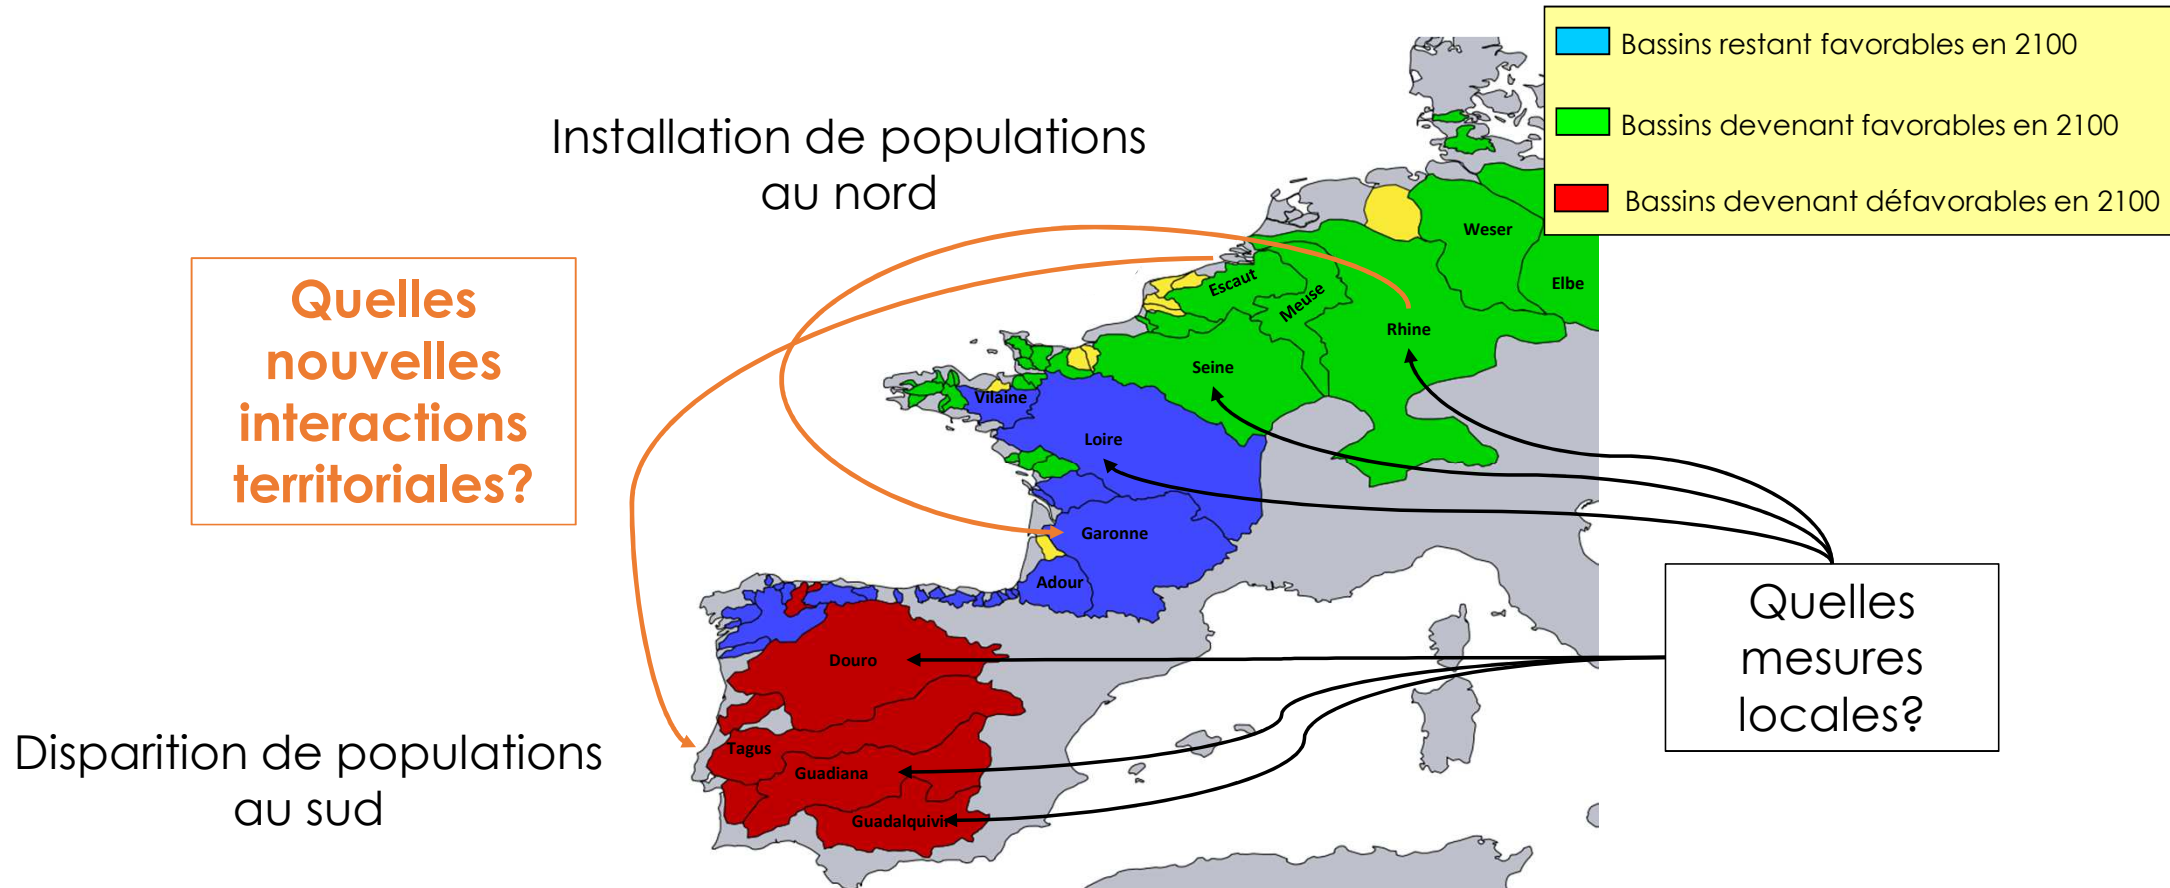 Bassins restant favorables en 2100
Bassins devenant favorables en 2100
Bassins devenant défavorables en 2100
Installation de populations
au nord
Quelles
nouvelles
interactions
territoriales?
Weser
Elbe
Escaut
Meuse
Rhine
Seine
Vilaine
Loire
Garonne
Adour
Douro
Tagus
Guadiana
Guadalquivir
Quelles
mesures
locales?
Disparition de populations
au sud